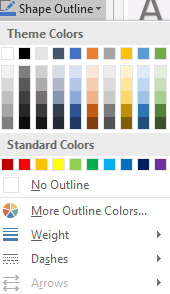 Shape Outline
A
Theme Colors
Standard Colors
No Outline
More Outline Colors...
Weight
Dashes
Arrows